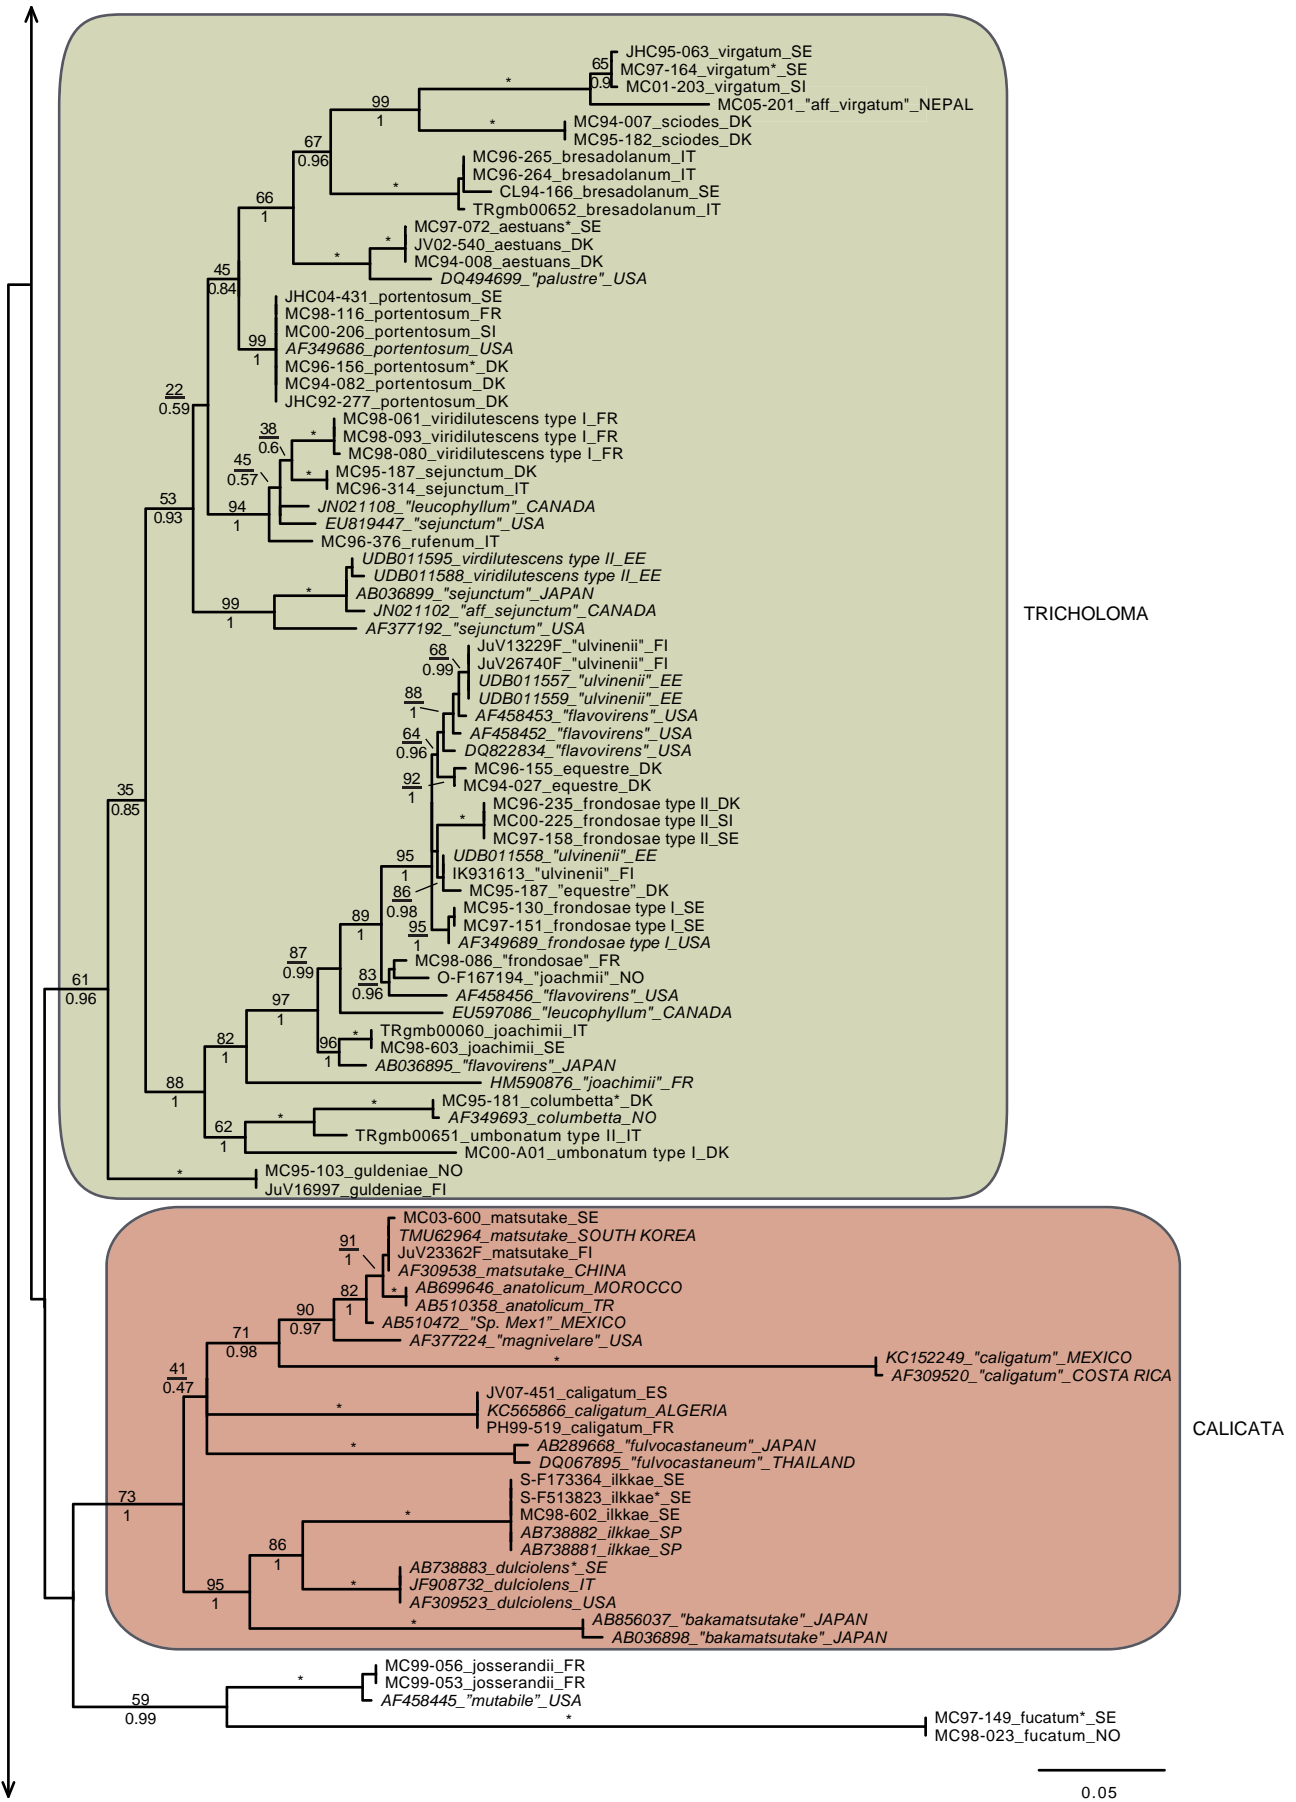 JHC95-063_virgatum_SE
65
MC97-164_virgatum*_SE
0.9
MC01-203_virgatum_SI
*
MC05-201_"aff_virgatum"_NEPAL
99
1
MC94-007_sciodes_DK
*
MC95-182_sciodes_DK
67
0.96
MC96-265_bresadolanum_IT
MC96-264_bresadolanum_IT
*
CL94-166_bresadolanum_SE
TRgmb00652_bresadolanum_IT
66
1
MC97-072_aestuans*_SE
*
JV02-540_aestuans_DK
*
MC94-008_aestuans_DK
DQ494699_"palustre"_USA
45
0.84
JHC04-431_portentosum_SE
MC98-116_portentosum_FR
MC00-206_portentosum_SI
99
1
AF349686_portentosum_USA
MC96-156_portentosum*_DK
MC94-082_portentosum_DK
JHC92-277_portentosum_DK
22
0.59
MC98-061_viridilutescens type I_FR
38
0.6
*
MC98-093_viridilutescens type I_FR
MC98-080_viridilutescens type I_FR
45
0.57
*
MC95-187_sejunctum_DK
MC96-314_sejunctum_IT
53
0.93
94
1
JN021108_"leucophyllum"_CANADA
EU819447_"sejunctum"_USA
MC96-376_rufenum_IT
UDB011595_virdilutescens type II_EE
UDB011588_viridilutescens type II_EE
*
AB036899_"sejunctum"_JAPAN
99
1
JN021102_"aff_sejunctum"_CANADA
TRICHOLOMA
AF377192_"sejunctum"_USA
68
0.99
JuV13229F_"ulvinenii"_FI
JuV26740F_"ulvinenii"_FI
UDB011557_"ulvinenii"_EE
88
1
UDB011559_"ulvinenii"_EE
AF458453_"flavovirens"_USA
64
0.96
AF458452_"flavovirens"_USA
DQ822834_"flavovirens"_USA
MC96-155_equestre_DK
92
1
MC94-027_equestre_DK
35
0.85
MC96-235_frondosae type II_DK
*
MC00-225_frondosae type II_SI
MC97-158_frondosae type II_SE
95
1
UDB011558_"ulvinenii"_EE
IK931613_"ulvinenii"_FI
86
0.98
MC95-187_"equestre"_DK
89
1
MC95-130_frondosae type I_SE
95
1
MC97-151_frondosae type I_SE
AF349689_frondosae type I_USA
87
0.99
MC98-086_"frondosae"_FR
83
0.96
O-F167194_"joachmii"_NO
61
0.96
AF458456_"flavovirens"_USA
97
1
EU597086_"leucophyllum"_CANADA
*
TRgmb00060_joachimii_IT
82
1
96
1
MC98-603_joachimii_SE
AB036895_"flavovirens"_JAPAN
88
1
HM590876_"joachimii"_FR
*
MC95-181_columbetta*_DK
*
AF349693_columbetta_NO
62
1
TRgmb00651_umbonatum type II_IT
MC00-A01_umbonatum type I_DK
*
MC95-103_guldeniae_NO
JuV16997_guldeniae_FI
MC03-600_matsutake_SE
TMU62964_matsutake_SOUTH KOREA
91
1
JuV23362F_matsutake_FI
AF309538_matsutake_CHINA
82
1
*
AB699646_anatolicum_MOROCCO
AB510358_anatolicum_TR
90
0.97
AB510472_"Sp. Mex1"_MEXICO
71
0.98
AF377224_"magnivelare"_USA
*
KC152249_"caligatum"_MEXICO
41
0.47
AF309520_"caligatum"_COSTA RICA
JV07-451_caligatum_ES
*
KC565866_caligatum_ALGERIA
PH99-519_caligatum_FR
CALICATA
*
AB289668_"fulvocastaneum"_JAPAN
DQ067895_"fulvocastaneum"_THAILAND
73
1
S-F173364_ilkkae_SE
S-F513823_ilkkae*_SE
*
MC98-602_ilkkae_SE
AB738882_ilkkae_SP
86
1
AB738881_ilkkae_SP
AB738883_dulciolens*_SE
95
1
*
JF908732_dulciolens_IT
AF309523_dulciolens_USA
*
AB856037_"bakamatsutake"_JAPAN
AB036898_"bakamatsutake"_JAPAN
MC99-056_josserandii_FR
*
MC99-053_josserandii_FR
59
0.99
AF458445_"mutabile"_USA
*
MC97-149_fucatum*_SE
MC98-023_fucatum_NO
0.05